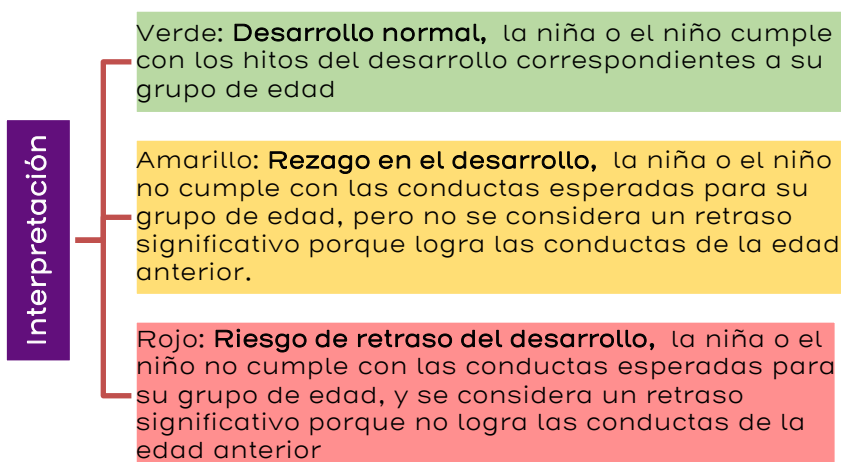 Interpretación
Verde: Desarrollo normal, la niña o el niño cumple
con los hitos del desarrollo correspondientes a su
grupo de edad
Amarillo: Rezago en el desarrollo, la niña o el niño
no cumple con las conductas esperadas para su
grupo de edad, pero no se considera un retraso
significativo porque logra las conductas de la edad
anterior.
Rojo: Riesgo de retraso del desarrollo, la niña o el
niño no cumple con las conductas esperadas para
su grupo de edad, y se considera un retraso
significativo porque no logra las conductas de la
edad anterior